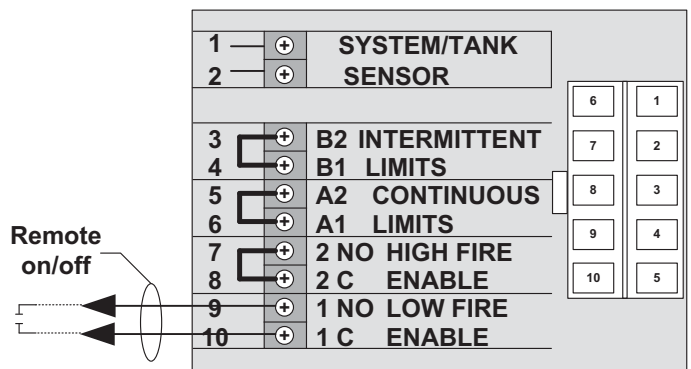 1 SYSTEM/TANK
2 SENSOR
3 B2 INTERMITTENT
4 B1 LIMITS
5 A2 CONTINUOUS
6 A1 LIMITS
7 2 NO HIGH FIRE
8 2 C ENABLE
9 1 NO LOW FIRE
10 1 C ENABLE
Remote
on/off
6 1
7 2
8 3
9 4
10 5